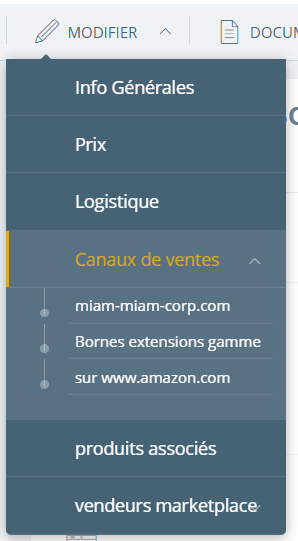 MODIFIER
DOCUM
Info Générales
Prix
Logistique
Canaux de ventes
miam-miam-corp.com
Bornes extensions gamme
sur www.amazon.com
produits associés
vendeurs marketplace